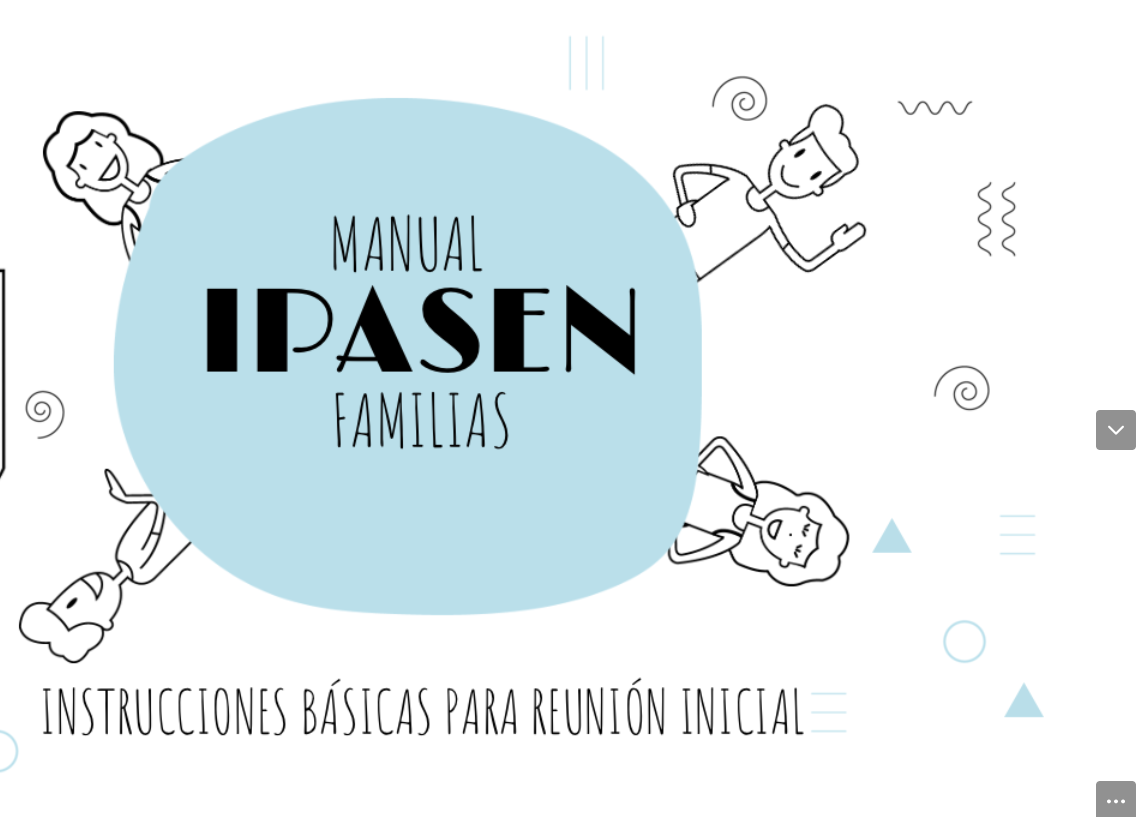 MANUAL
IPASEN
FAMILIAS
INSTRUCCIONES BÁSICAS PARA REUNIÓN INICIAL